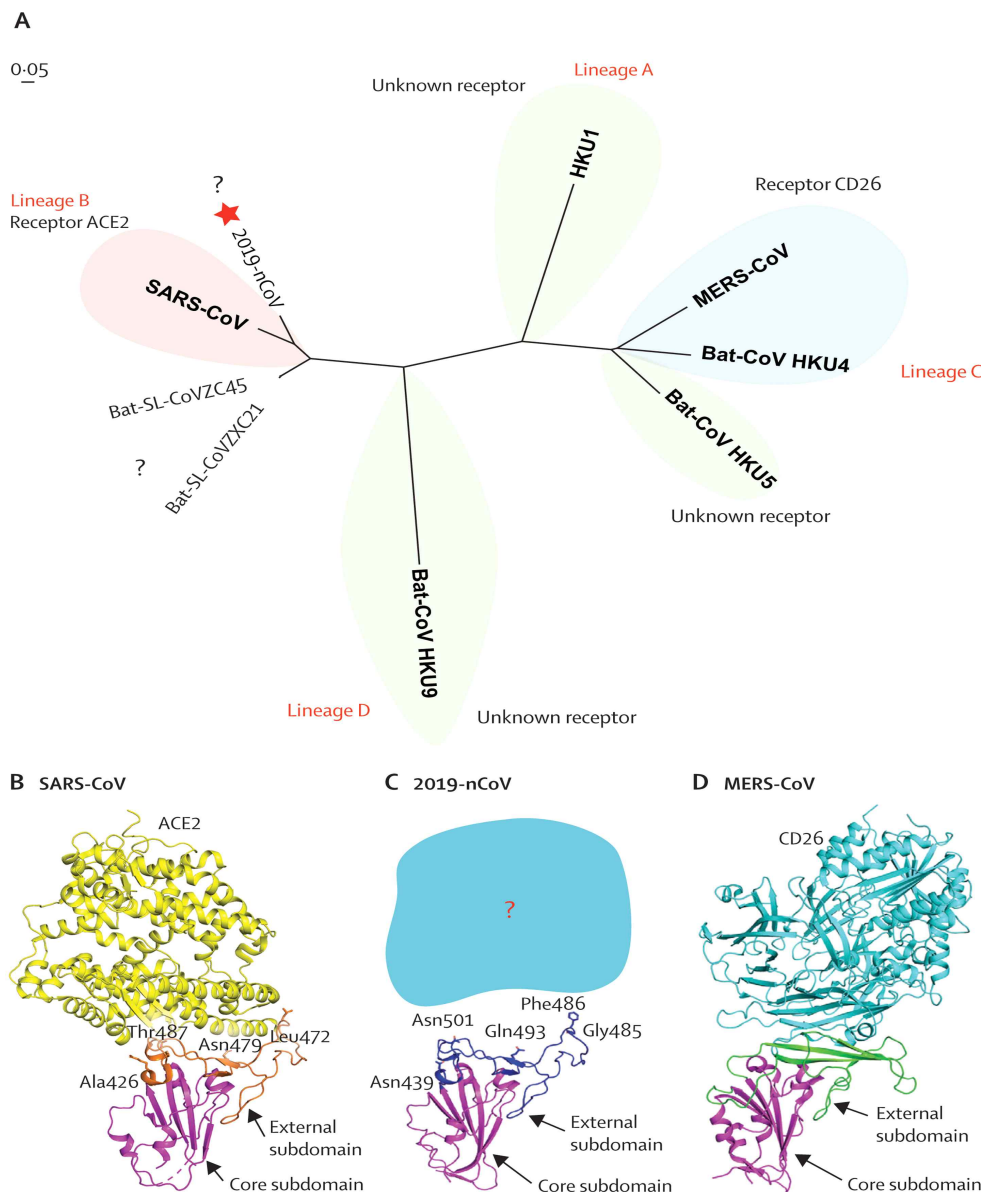 A
0·05
Unknown receptor
Lineage A
HKU1
Receptor CD26
MERS-CoV
Bat-CoV HKU4
Lineage C
Bat-CoV HKU5
Unknown receptor
?
Lineage B
Receptor ACE2
2019-nCoV
SARS-CoV
Bat-SL-CoVZC45
?
Bat-SL-CoVZXC21
Bat-CoV HKU9
Lineage D
Unknown receptor
B SARS-CoV
ACE2
Thr487
Asn479
Leu472
Ala426
External
subdomain
Core subdomain
C 2019-nCoV
?
Phe486
Asn501
Gln493
Gly485
Asn439
External
subdomain
Core subdomain
D MERS-CoV
CD26
External
subdomain
Core subdomain